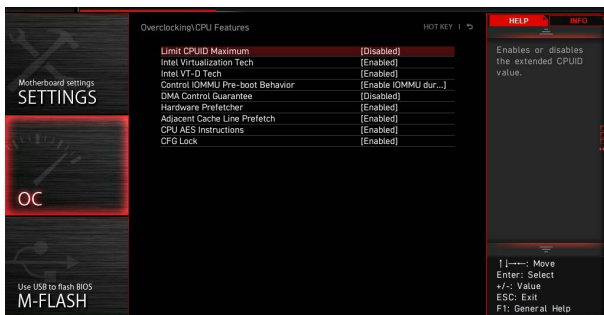 Overclocking\CPU Features
HOT KEY |
HELP
INFO
Limit CPUID Maximum [Disabled]
Intel Virtualization Tech [Enabled]
Intel VT-D Tech [Enabled]
Control IOMMU Pre-boot Behavior [Enable IOMMU dur...]
DMA Control Guarantee [Disabled]
Hardware Prefetcher [Enabled]
Adjacent Cache Line Prefetch [Enabled]
CPU AES Instructions [Enabled]
CFG Lock [Enabled]
Motherboard settings
SETTINGS
OC
Use USB to flash BIOS
M-FLASH
Enables or disables
the extended CPUID
value.
↑↓→←: Move
Enter: Select
+/-: Value
ESC: Exit
F1: General Help